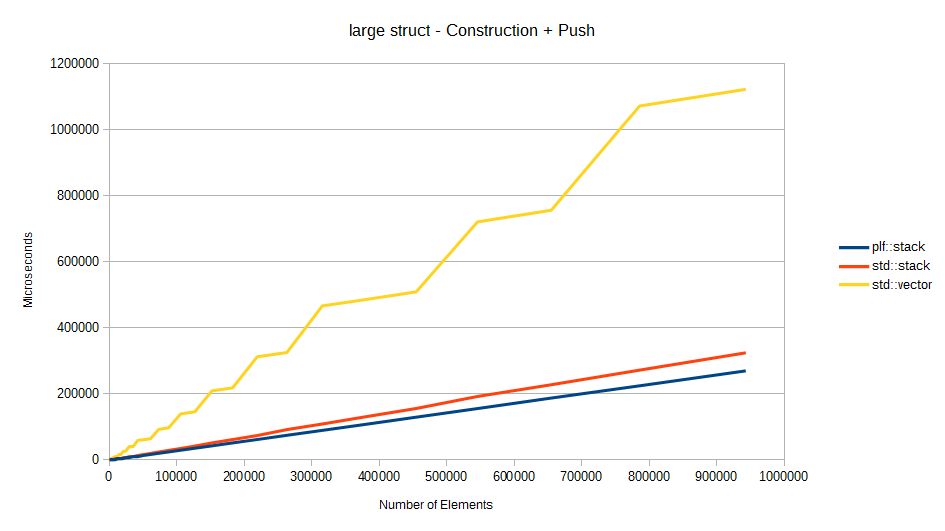 large struct - Construction + Push
1200000
1000000
800000
600000
400000
200000
0
Microseconds
0 100000 200000 300000 400000 500000 600000 700000 800000 900000 1000000
Number of Elements
plf::stack
std::stack
std::vector